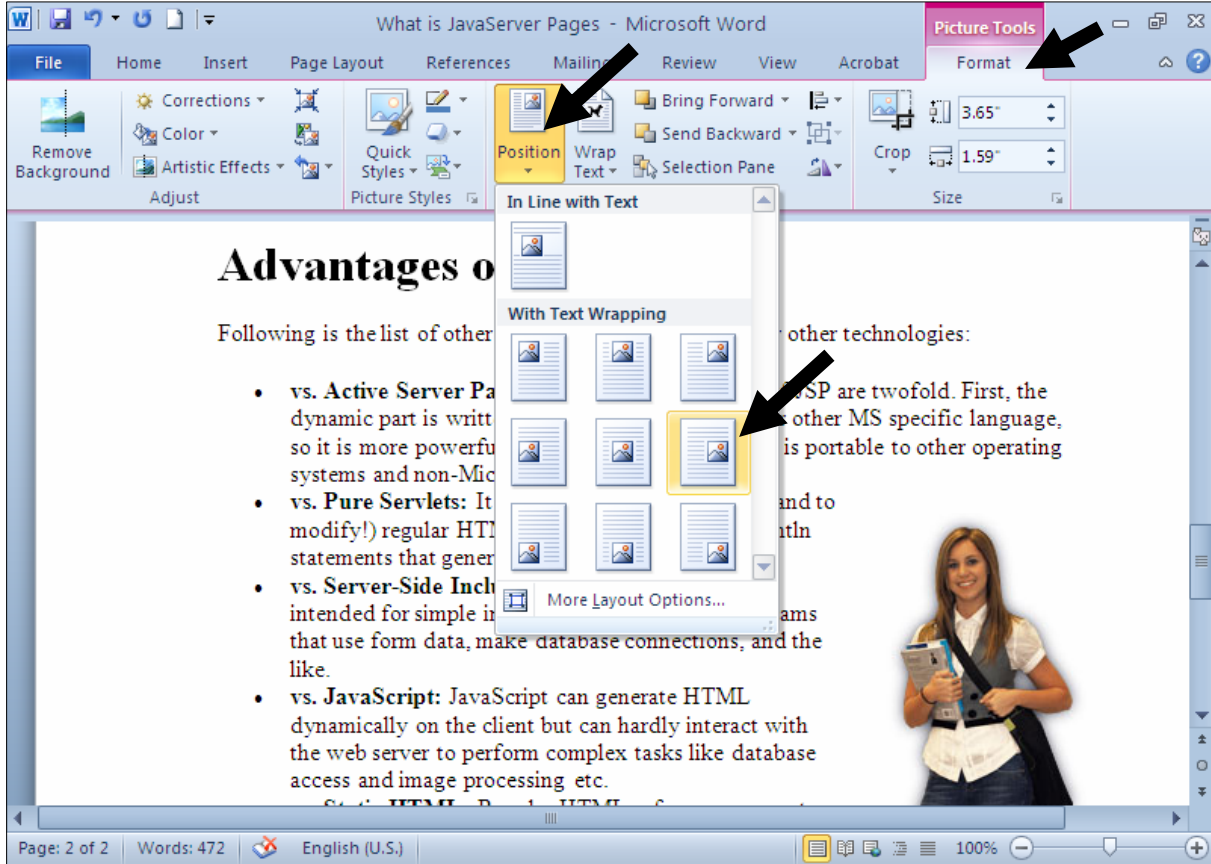 What is JavaServer Pages - Microsoft Word
Picture Tools
File Home Insert Page Layout References Mailing Review View Acrobat Format
Remove Background
Corrections
Color
Artistic Effects
Adjust
Quick Styles
Picture Styles
Position
Wrap Text
Bring Forward
Send Backward
Selection Pane
Crop
3.65"
1.59"
Size
In Line with Text
With Text Wrapping
More Layout Options...
Advantages o
Following is the list of other other technologies:
• vs. Active Server Pa SP are twofold. First, the
dynamic part is writt other MS specific language,
so it is more powerfu is portable to other operating
systems and non-Mic
• vs. Pure Servlets: It and to
modify!) regular HT ntln
statements that gener
• vs. Server-Side Incl
intended for simple in ams
that use form data, make database connections, and the
like.
• vs. JavaScript: JavaScript can generate HTML
dynamically on the client but can hardly interact with
the web server to perform complex tasks like database
access and image processing etc.
Page: 2 of 2 Words: 472 English (U.S.) 100%